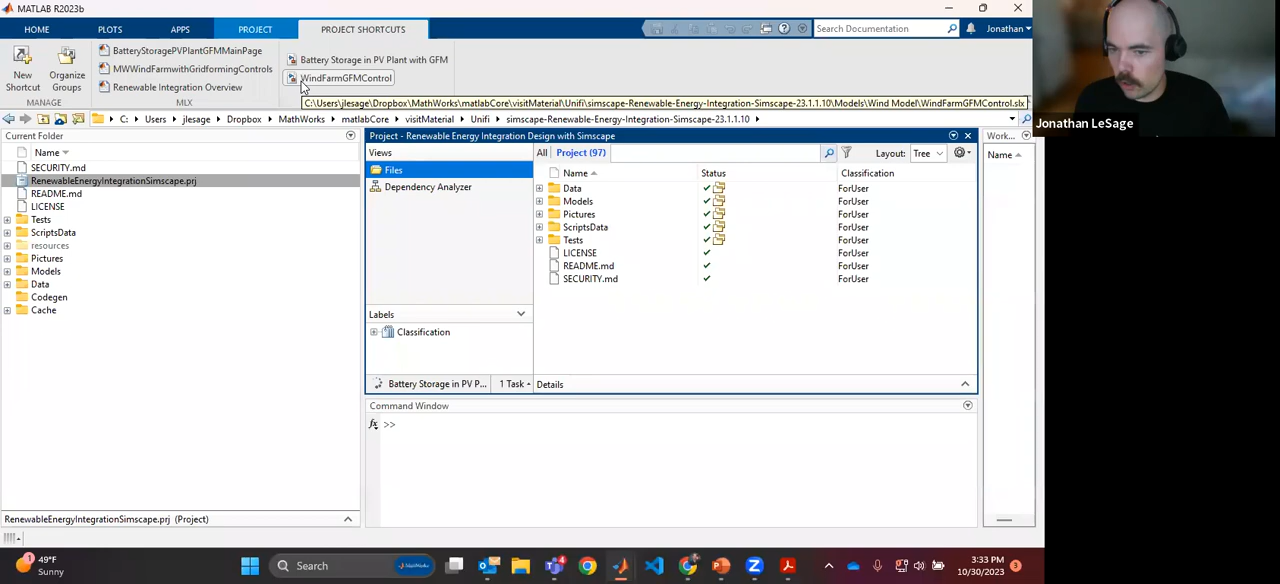 MATLAB R2023b
HOME PLOTS APPS PROJECT PROJECT SHORTCUTS
Search Documentation
Jonathan
New Shortcut
Organize Groups
MANAGE
BatteryStoragePVPlantGFMMainPage
MWWindFarmwithGridformingControls
Renewable Integration Overview
MLX
Battery Storage in PV Plant with GFM
WindFarmGFMControl
C:\Users\jlesage\Dropbox\MathWorks\matlabCore\visitMaterial\Unifi\simscape-Renewable-Energy-Integration-Simscape-23.1.1.10\Models\Wind Model\WindFarmGFMControl.slx
C: Users jlesage Dropbox MathWorks matlabCore visitMaterial Unifi simscape-Renewable-Energy-Integration-Simscape-23.1.1.10
Jonathan LeSage
Current Folder
Name
SECURITY.md
RenewableEnergyIntegrationSimscape.prj
README.md
LICENSE
Tests
ScriptsData
resources
Pictures
Models
Data
Codegen
Cache
RenewableEnergyIntegrationSimscape.prj (Project)
Project - Renewable Energy Integration Design with Simscape
Views
Files
Dependency Analyzer
Labels
Classification
Battery Storage in PV P... 1 Task
All Project (97) Layout: Tree
Name Status Classification
Data ForUser
Models ForUser
Pictures ForUser
ScriptsData ForUser
Tests ForUser
LICENSE ForUser
README.md ForUser
SECURITY.md ForUser
Details
Command Window
fx >>
Work...
Name
49°F
Sunny
Search
MathWorks
3:33 PM
10/30/2023